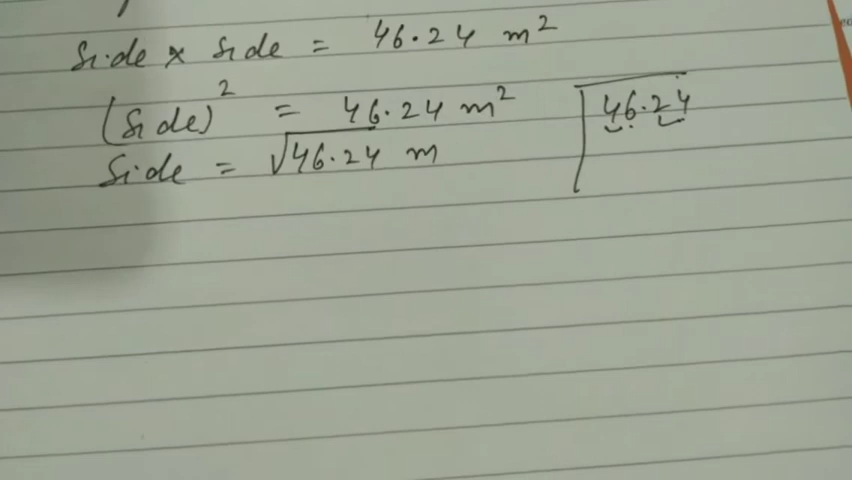 Side × Side = 46.24 m²
(Side)² = 46.24 m²
46.24
Side = √46.24 m